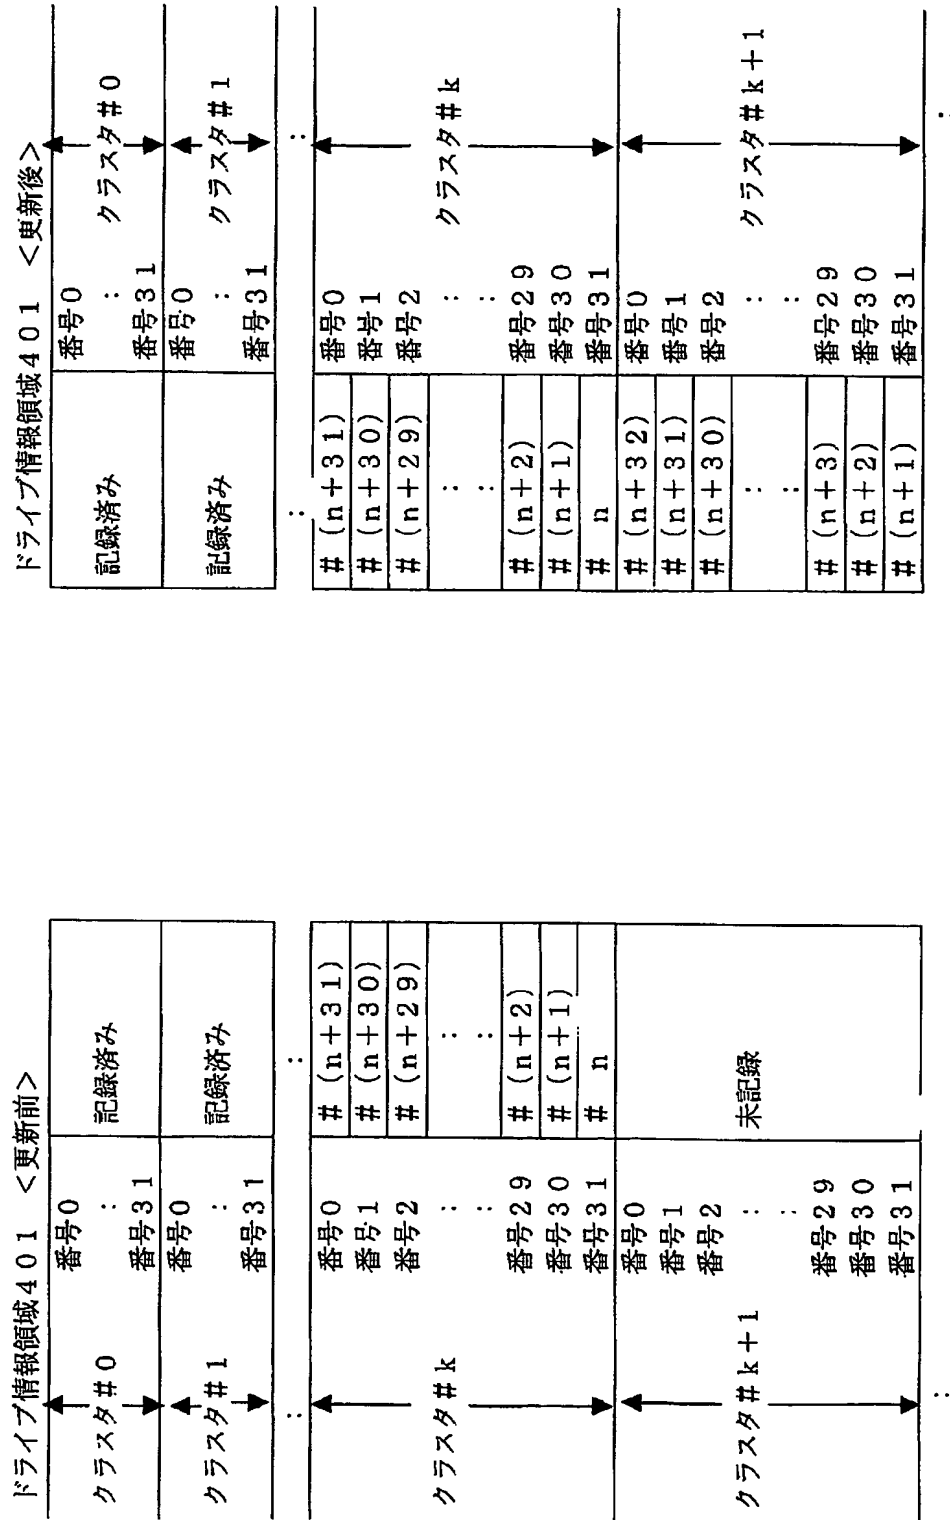 ドライブ情報領域401 <更新前>
クラスタ#0
番号0
:
番号31
記録済み
クラスタ#1
番号0
:
番号31
記録済み
:
:
クラスタ#k
番号0
番号1
番号2
:
:
番号29
番号30
番号31
#(n+31)
#(n+30)
#(n+29)
:
:
#(n+2)
#(n+1)
# n
クラスタ#k+1
番号0
番号1
番号2
:
:
番号29
番号30
番号31
未記録
:
ドライブ情報領域401 <更新後>
記録済み
番号0
:
番号31
クラスタ#0
記録済み
番号0
:
番号31
クラスタ#1
:
:
#(n+31)
#(n+30)
#(n+29)
:
:
#(n+2)
#(n+1)
# n
番号0
番号1
番号2
:
:
番号29
番号30
番号31
クラスタ#k
#(n+32)
#(n+31)
#(n+30)
:
:
#(n+3)
#(n+2)
#(n+1)
番号0
番号1
番号2
:
:
番号29
番号30
番号31
クラスタ#k+1
: